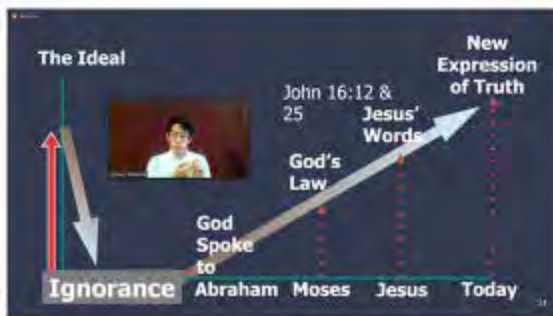 The Ideal
New
Expression
of Truth
John 16:12 &
25
Jesus'
Words
God's
Law
God
Spoke
to
Abraham
Ignorance
Moses
Jesus
Today